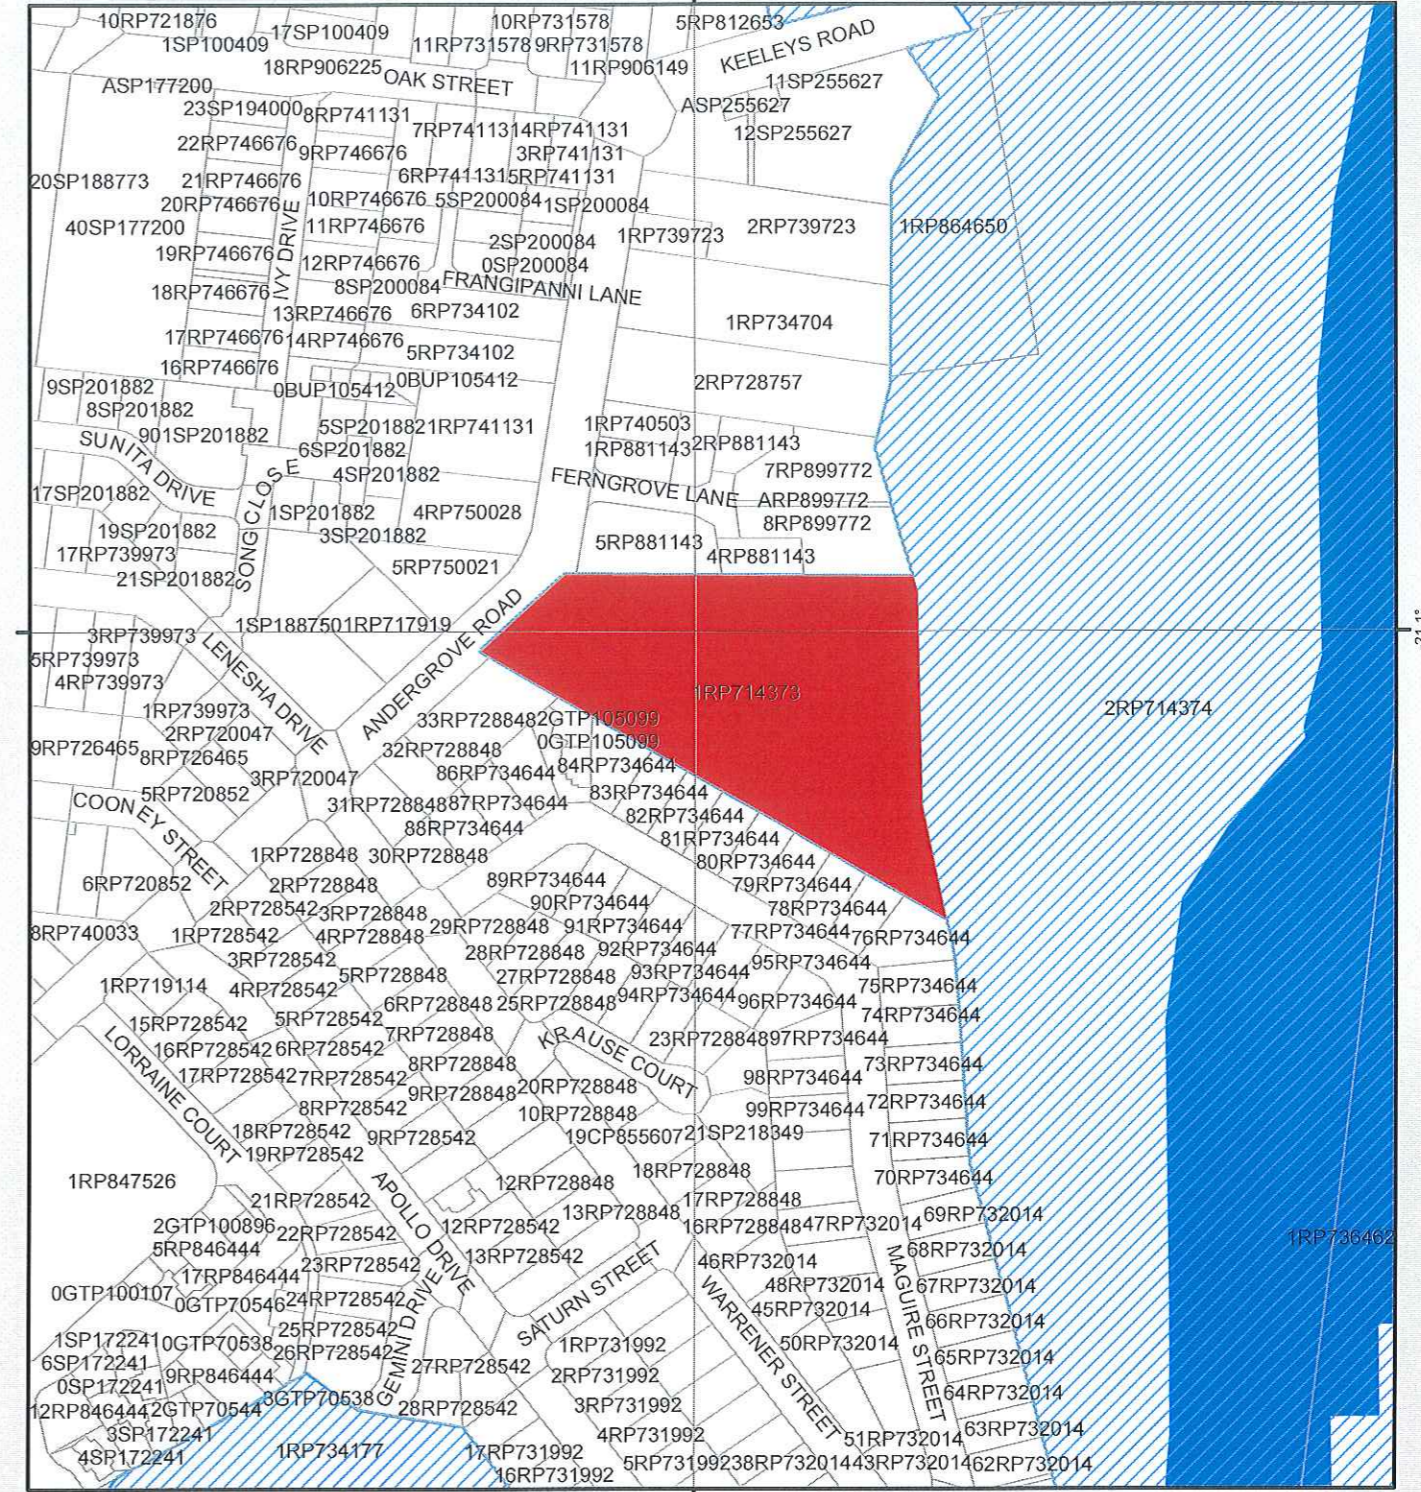 10RP721876
17SP100409
10RP731578
5RP812653
1SP100409
11RP731578
9RP731578
KEELEYS ROAD
18RP906225
OAK STREET
11RP906149
ASP177200
11SP255627
23SP194000
8RP741131
ASP255627
7RP741131
4RP741131
12SP255627
22RP746676
9RP746676
3RP741131
20SP188773
21RP746676
6RP741131
5RP741131
20RP746676
10RP746676
5SP200084
1SP200084
40SP177200
IVY DRIVE
11RP746676
1RP739723
2RP739723
1RP864650
19RP746676
12RP746676
2SP200084
0SP200084
18RP746676
8SP200084
FRANGIPANNI LANE
13RP746676
6RP734102
1RP734704
17RP746676
14RP746676
5RP734102
16RP746676
0BUP105412
0BUP105412
2RP728757
9SP201882
8SP201882
901SP201882
5SP201882
1RP741131
1RP740503
SUNITA DRIVE
6SP201882
1RP881143
2RP881143
4SP201882
7RP899772
17SP201882
SONG CLOSE
FERNGROVE LANE
ARP899772
1SP201882
4RP750028
8RP899772
19SP201882
3SP201882
5RP881143
17RP739973
4RP881143
21SP201882
5RP750021
3RP739973
1SP188750
1RP717919
ANDERGROVE ROAD
21.1°
5RP739973
LENESHA DRIVE
4RP739973
1RP714373
1RP739973
2RP714374
2RP720047
33RP728848
2GTP105099
9RP726465
8RP726465
32RP728848
0GTP105099
3RP720047
86RP734644
84RP734644
5RP720852
83RP734644
COONEY STREET
31RP728848
87RP734644
82RP734644
88RP734644
81RP734644
1RP728848
30RP728848
80RP734644
6RP720852
2RP728848
89RP734644
79RP734644
2RP728542
3RP728848
90RP734644
78RP734644
8RP740033
1RP728542
4RP728848
29RP728848
91RP734644
77RP734644
76RP734644
3RP728542
28RP728848
92RP734644
95RP734644
1RP719114
4RP728542
5RP728848
27RP728848
93RP734644
75RP734644
6RP728848
25RP728848
94RP734644
96RP734644
74RP734644
15RP728542
5RP728542
7RP728848
KRAUSE COURT
23RP728848
97RP734644
16RP728542
6RP728542
8RP728848
73RP734644
LORRAINE COURT
17RP728542
7RP728542
9RP728848
20RP728848
98RP734644
8RP728542
10RP728848
99RP734644
72RP734644
18RP728542
9RP728542
19CP855607
21SP218349
71RP734644
19RP728542
1RP847526
APOLLO DRIVE
12RP728848
18RP728848
70RP734644
21RP728542
13RP728848
17RP728848
69RP732014
2GTP100896
22RP728542
12RP728542
16RP728848
47RP732014
1RP736462
5RP846444
23RP728542
13RP728542
SATURN STREET
46RP732014
MAGUIRE STREET
68RP732014
17RP846444
48RP732014
67RP732014
0GTP100107
0GTP70546
24RP728542
GEMINI DRIVE
WARRENER STREET
45RP732014
66RP732014
1SP172241
0GTP70538
25RP728542
1RP731992
50RP732014
65RP732014
6SP172241
26RP728542
27RP728542
2RP731992
0SP172241
9RP846444
3GTP70538
28RP728542
3RP731992
64RP732014
12RP846444
2GTP70544
63RP732014
3SP172241
4RP731992
51RP732014
4SP172241
1RP734177
17RP731992
16RP731992
5RP731992
38RP732014
43RP732014
62RP732014